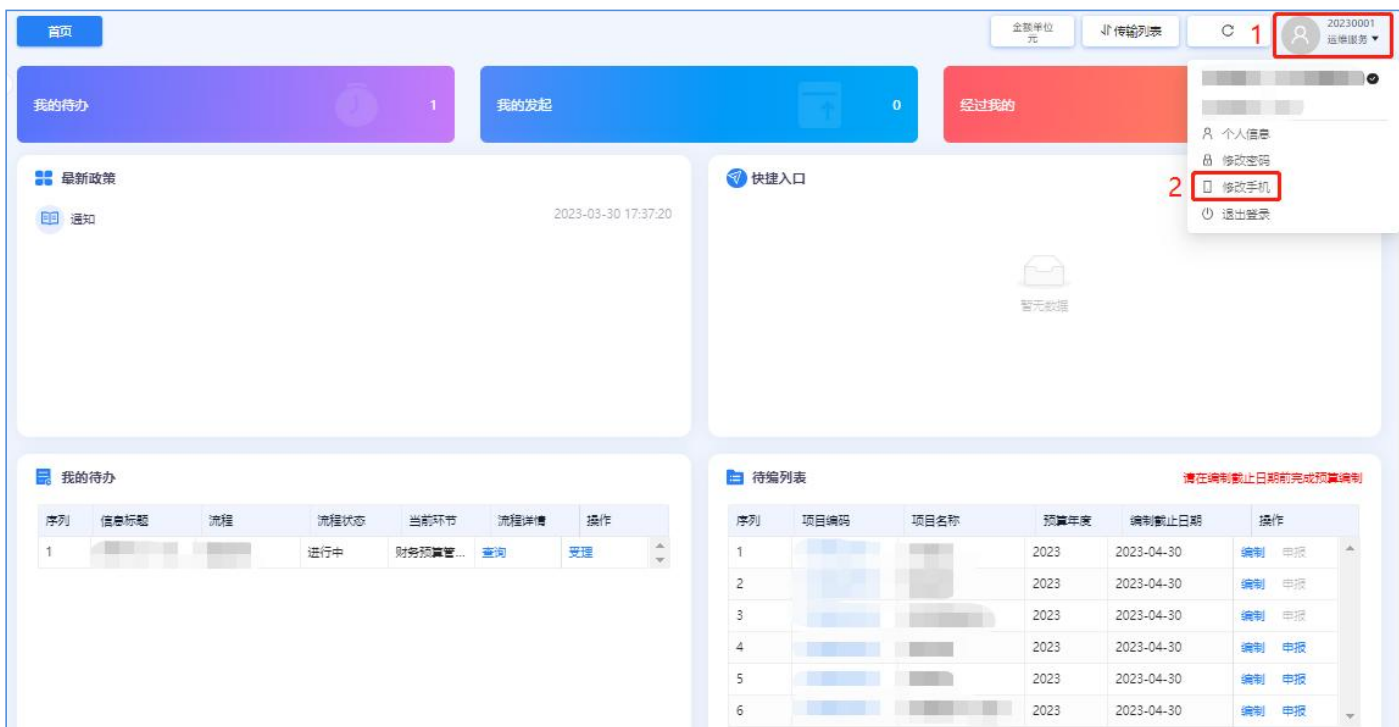 首页
金额单位
元
传输列表
1
20230001
运维服务
我的待办
1
我的发起
0
经过我的
个人信息
修改密码
2
修改手机
退出登录
最新政策
通知
2023-03-30 17:37:20
快捷入口
暂无数据
我的待办
序列 信息标题 流程 流程状态 当前环节 流程详情 操作
1 进行中 财务预算管... 查询 受理
待编列表
请在编制截止日期前完成预算编制
序列 项目编码 项目名称 预算年度 编制截止日期 操作
1 2023 2023-04-30 编制 申报
2 2023 2023-04-30 编制 申报
3 2023 2023-04-30 编制 申报
4 2023 2023-04-30 编制 申报
5 2023 2023-04-30 编制 申报
6 2023 2023-04-30 编制 申报